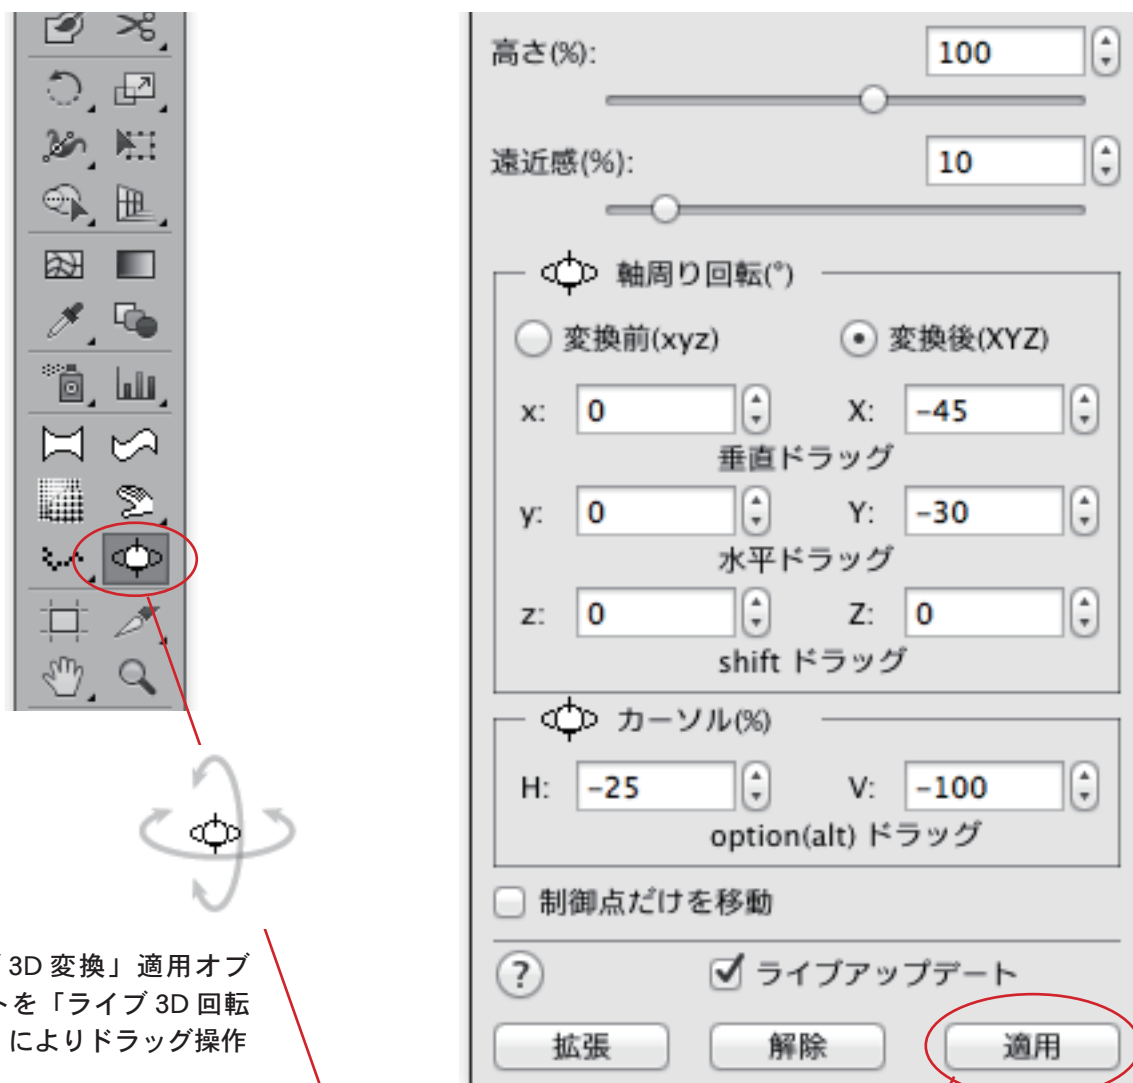 高さ(%): 100
遠近感(%): 10
軸周り回転(°)
変換前(xyz) 変換後(XYZ)
x: 0 X: -45
垂直ドラッグ
y: 0 Y: -30
水平ドラッグ
z: 0 Z: 0
shift ドラッグ
カーソル(%)
H: -25 V: -100
option(alt) ドラッグ
制御点だけを移動
? ライブアップデート
拡張 解除 適用
3D 変換」適用オブ
トを「ライブ 3D 回転
」によりドラッグ操作